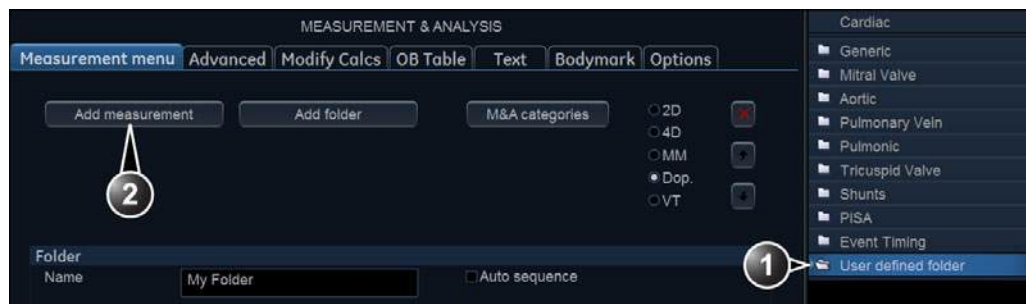 MEASUREMENT & ANALYSIS
Measurement menu Advanced Modify Calcs OB Table Text Bodymark Options
Add measurement Add folder M&A categories
2D
4D
MM
Dop.
VT
2
Folder
Name My Folder Auto sequence
Cardiac
Generic
Mitral Valve
Aortic
Pulmonary Vein
Pulmonic
Tricuspid Valve
Shunts
PISA
Event Timing
1 User defined folder